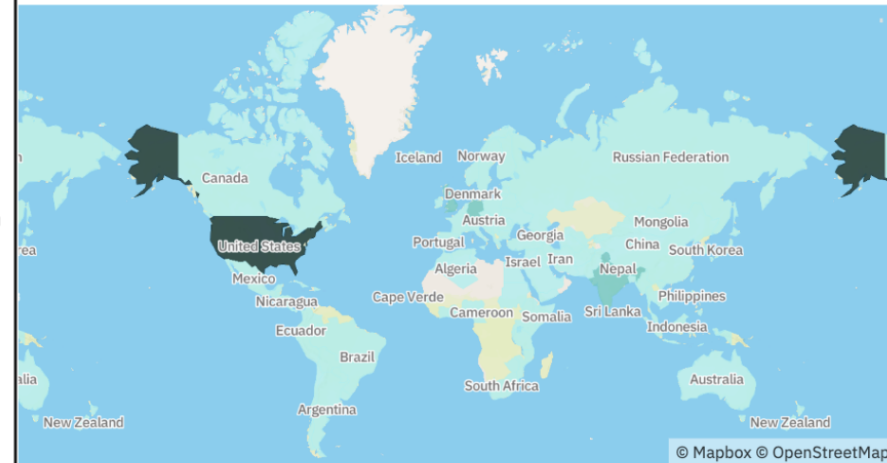 Iceland
Norway
Russian Federation
Canada
Denmark
Austria
Mongolia
Georgia
United States
Portugal
China
South Korea
ea
Algeria
Israel
Iran
Nepal
Mexico
Cape Verde
Nicaragua
Cameroon
Somalia
Sri Lanka
Philippines
Ecuador
Indonesia
Brazil
South Africa
Australia
alia
Argentina
New Zealand
New Zealand
© Mapbox © OpenStreetMap